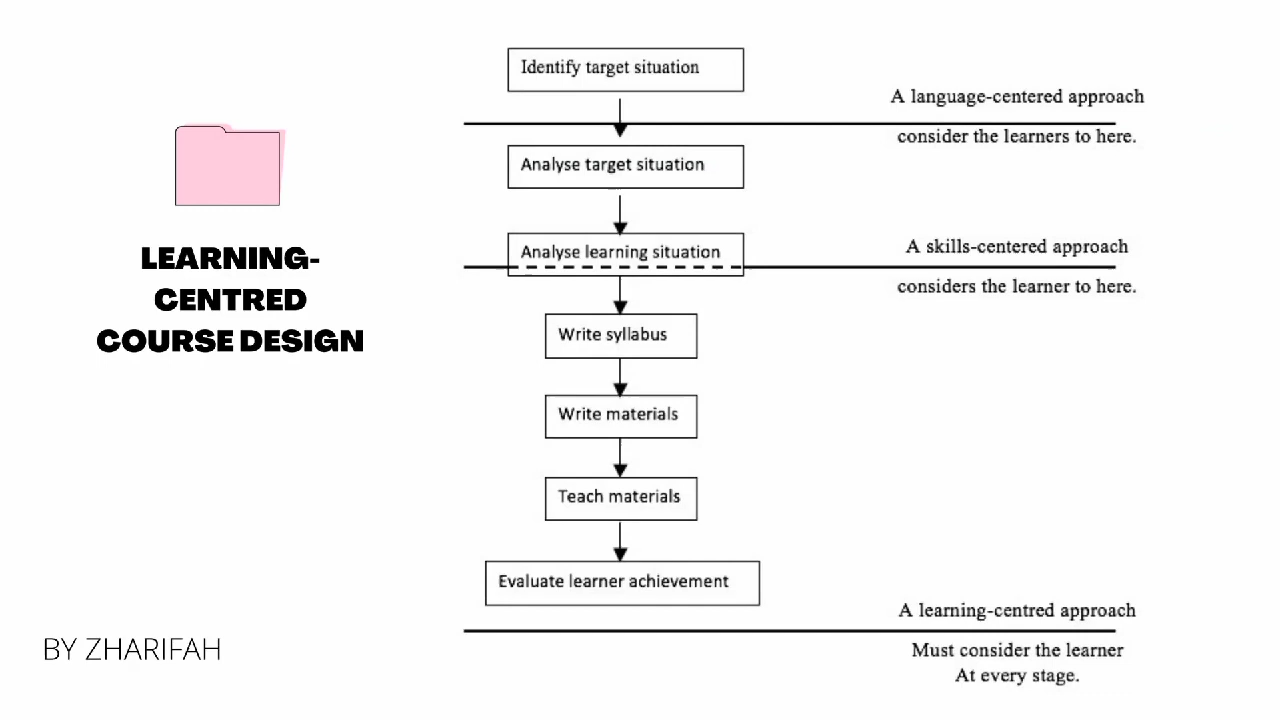 LEARNING-
CENTRED
COURSE DESIGN
BY ZHARIFAH
Identify target situation
A language-centered approach
consider the learners to here.
Analyse target situation
Analyse learning situation
A skills-centered approach
considers the learner to here.
Write syllabus
Write materials
Teach materials
Evaluate learner achievement
A learning-centred approach
Must consider the learner
At every stage.